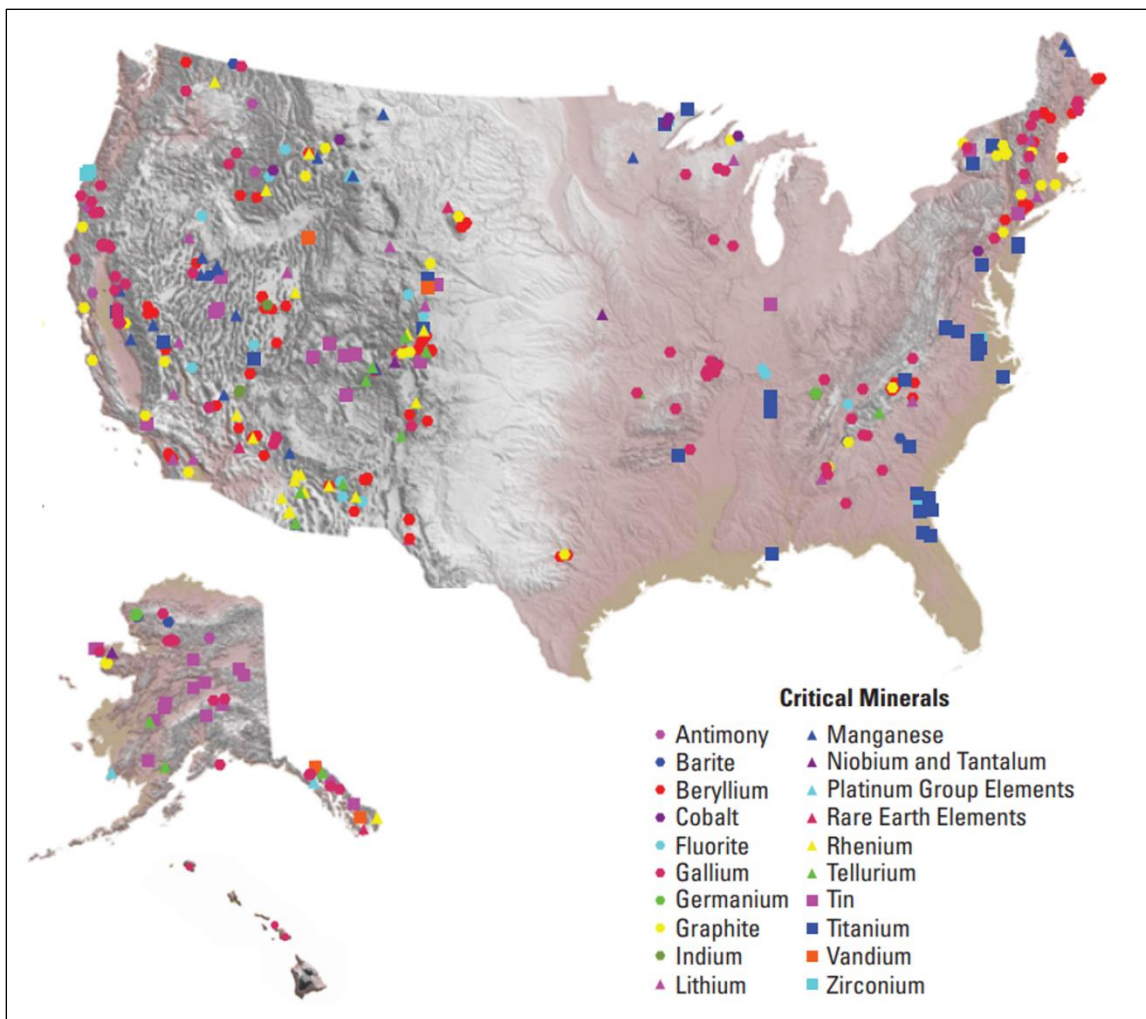 Critical Minerals
Antimony
Barite
Beryllium
Cobalt
Fluorite
Gallium
Germanium
Graphite
Indium
Lithium
Manganese
Niobium and Tantalum
Platinum Group Elements
Rare Earth Elements
Rhenium
Tellurium
Tin
Titanium
Vandium
Zirconium